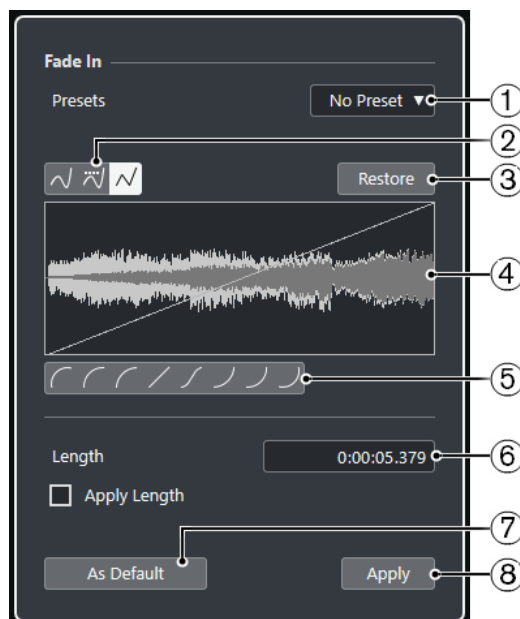 Fade In
Presets
No Preset
1
2
3
Restore
4
5
Length
0:00:05.379
6
Apply Length
7
As Default
Apply
8